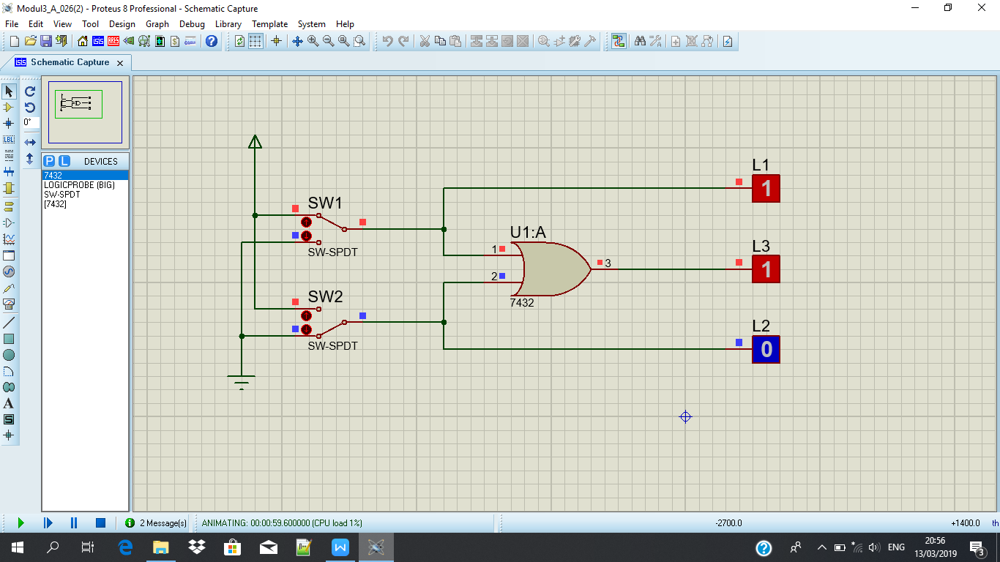 Modul3_A_026(2) - Proteus 8 Professional - Schematic Capture
File Edit View Tool Design Graph Debug Library Template System Help
Schematic Capture
0°
LBL
P L DEVICES
7432
LOGICPROBE (BIG)
SW-SPDT
[7432]
L1
1
SW1
SW-SPDT
U1:A
1
2
3
7432
L3
1
SW2
SW-SPDT
L2
0
A
S
2 Message(s)
ANIMATING: 00:00:59.600000 (CPU load 1%)
-2700.0
+1400.0
th
ENG
20:56
13/03/2019
3